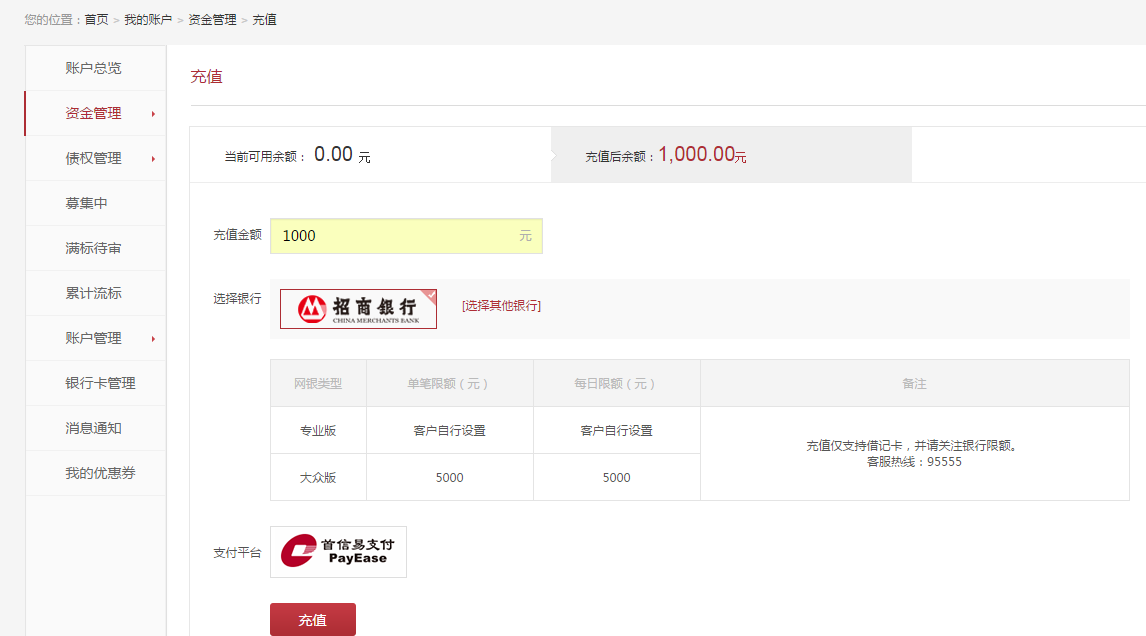 您的位置：首页 > 我的账户 > 资金管理 > 充值
账户总览
资金管理
债权管理
募集中
满标待审
累计流标
账户管理
银行卡管理
消息通知
我的优惠券
充值
当前可用余额： 0.00 元
充值后余额：1,000.00元
充值金额 1000 元
选择银行 招商银行 [选择其他银行]
CHINA MERCHANTS BANK
网银类型 单笔限额（元） 每日限额（元） 备注
专业版 客户自行设置 客户自行设置
大众版 5000 5000
充值仅支持借记卡，并请关注银行限额。
客服热线：95555
支付平台 首信易支付
PayEase
充值